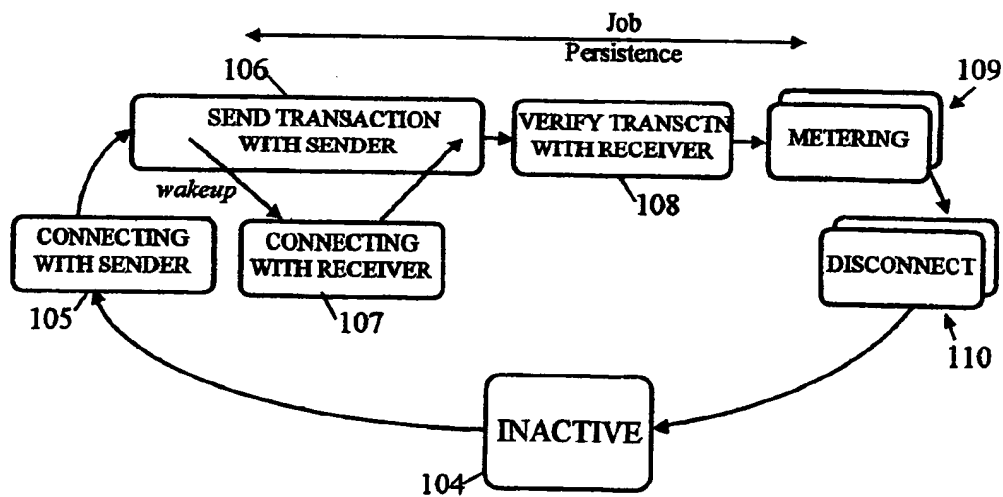 Job
Persistence
106
109
SEND TRANSACTION
WITH SENDER
VERIFY TRANSCTN
WITH RECEIVER
METERING
wakeup
108
CONNECTING
WITH SENDER
CONNECTING
WITH RECEIVER
DISCONNECT
105
107
110
INACTIVE
104